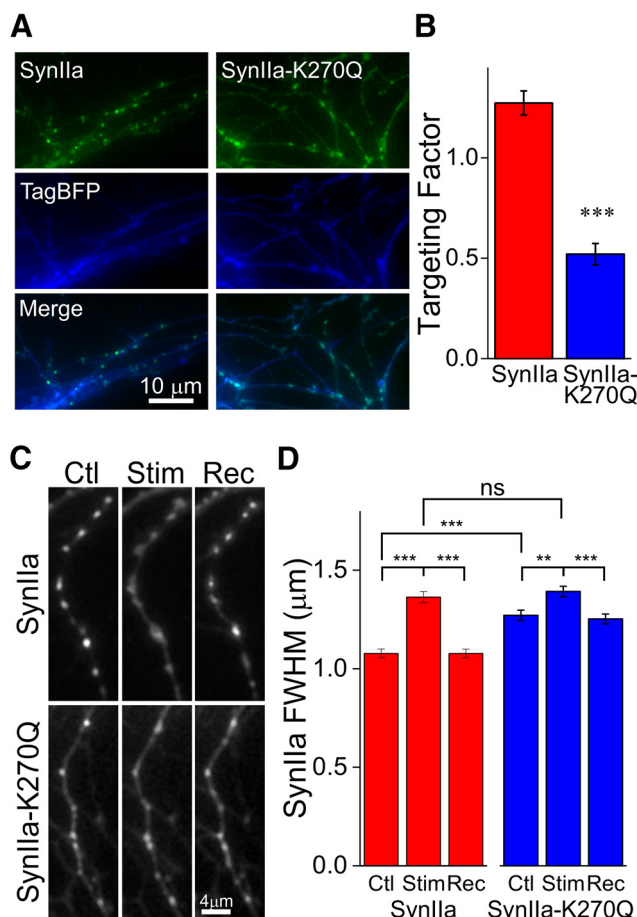 A
SynIIa
SynIIa-K270Q
TagBFP
Merge
10 μm
B
Targeting Factor
1.0
0.5
0.0
***
SynIIa
SynIIa-
K270Q
C
Ctl Stim Rec
SynIIa
SynIIa-K270Q
4μm
D
SynIIa FWHM (μm)
1.5
1.0
0.5
0.0
ns
***
*** *** ** ***
Ctl Stim Rec Ctl Stim Rec
SynIIa SynIIa-K270Q